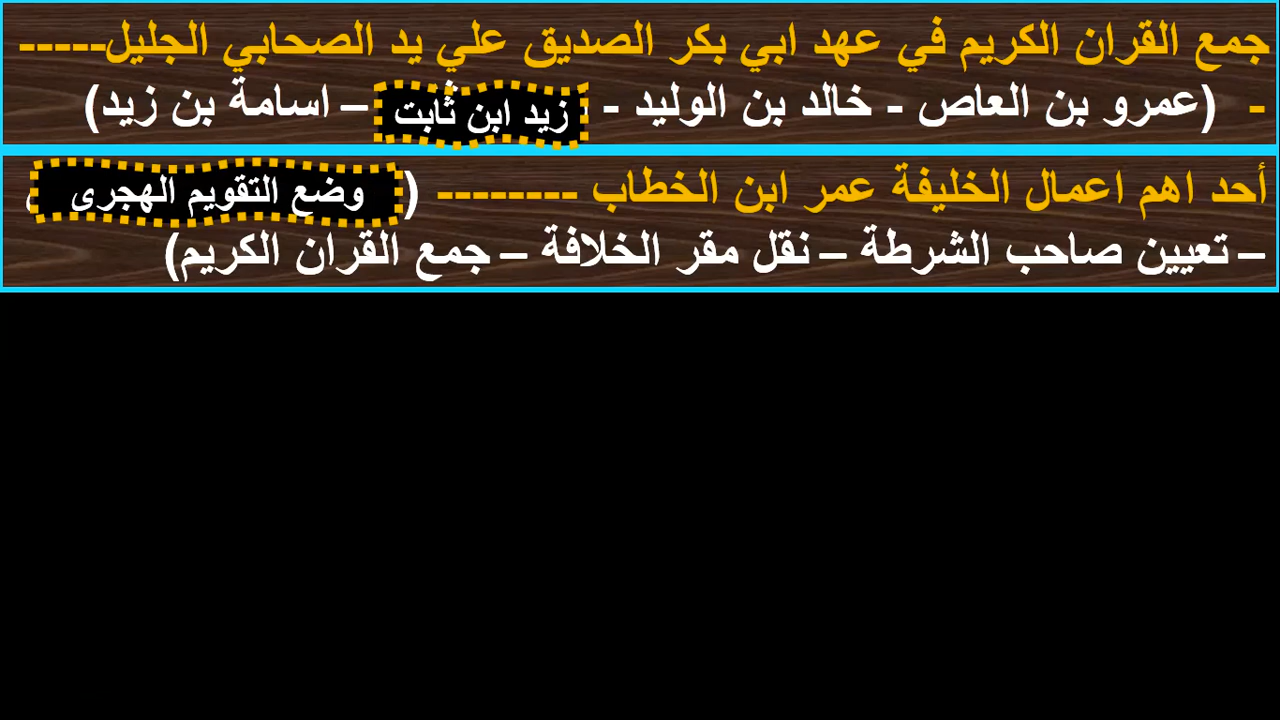 جمع القران الكريم في عهد ابي بكر الصديق علي يد الصحابي الجليل-----
- (عمرو بن العاص - خالد بن الوليد - زيد ابن ثابت – اسامة بن زيد)
أحد اهم اعمال الخليفة عمر ابن الخطاب -------- (وضع التقويم الهجرى
– تعيين صاحب الشرطة – نقل مقر الخلافة – جمع القران الكريم)